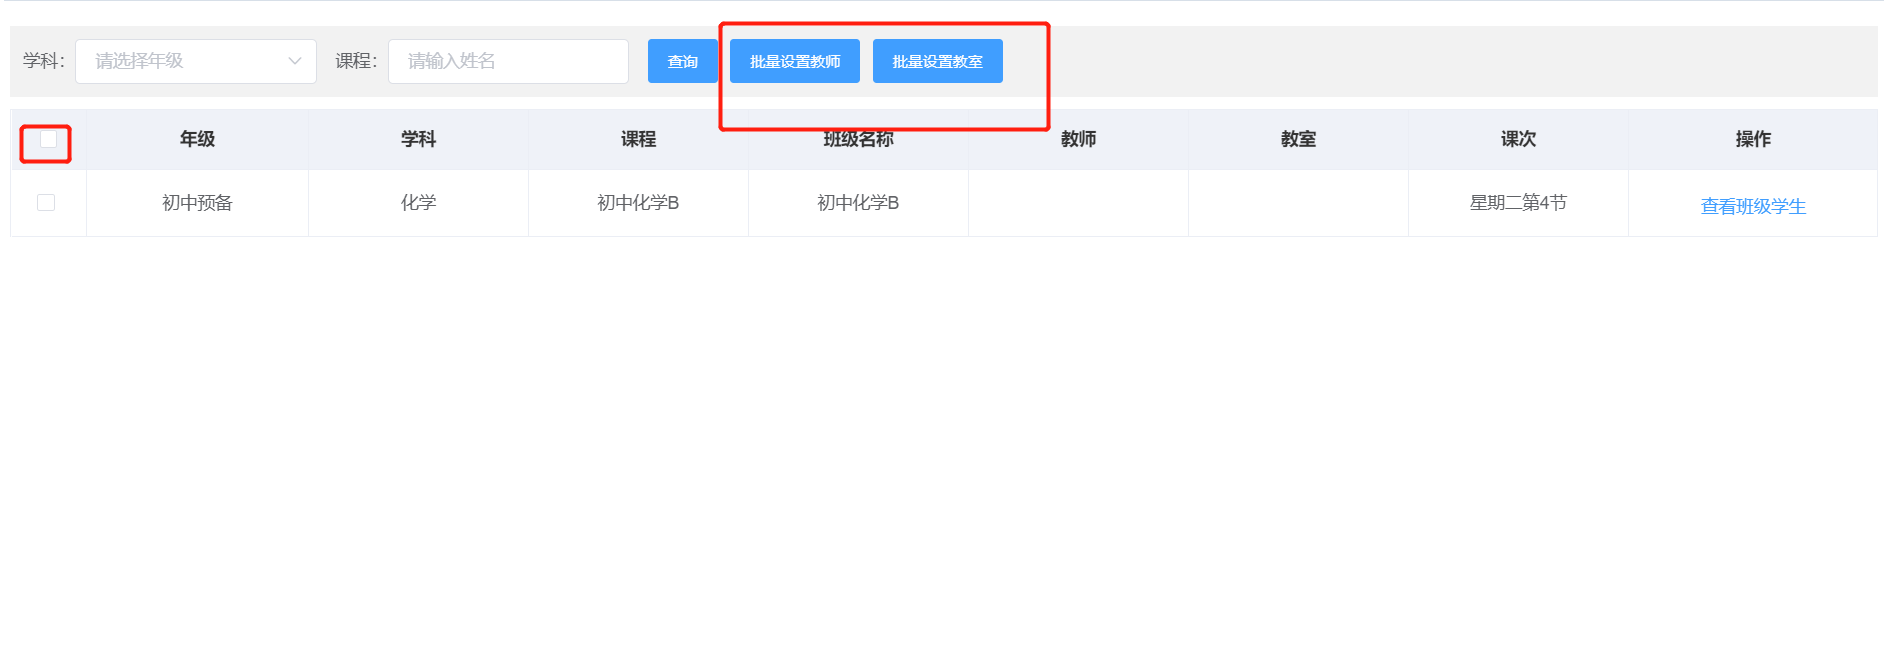 学科: 请选择年级 课程: 请输入姓名 查询 批量设置教师 批量设置教室
年级 学科 课程 班级名称 教师 教室 课次 操作
初中预备 化学 初中化学B 初中化学B 星期二第4节 查看班级学生